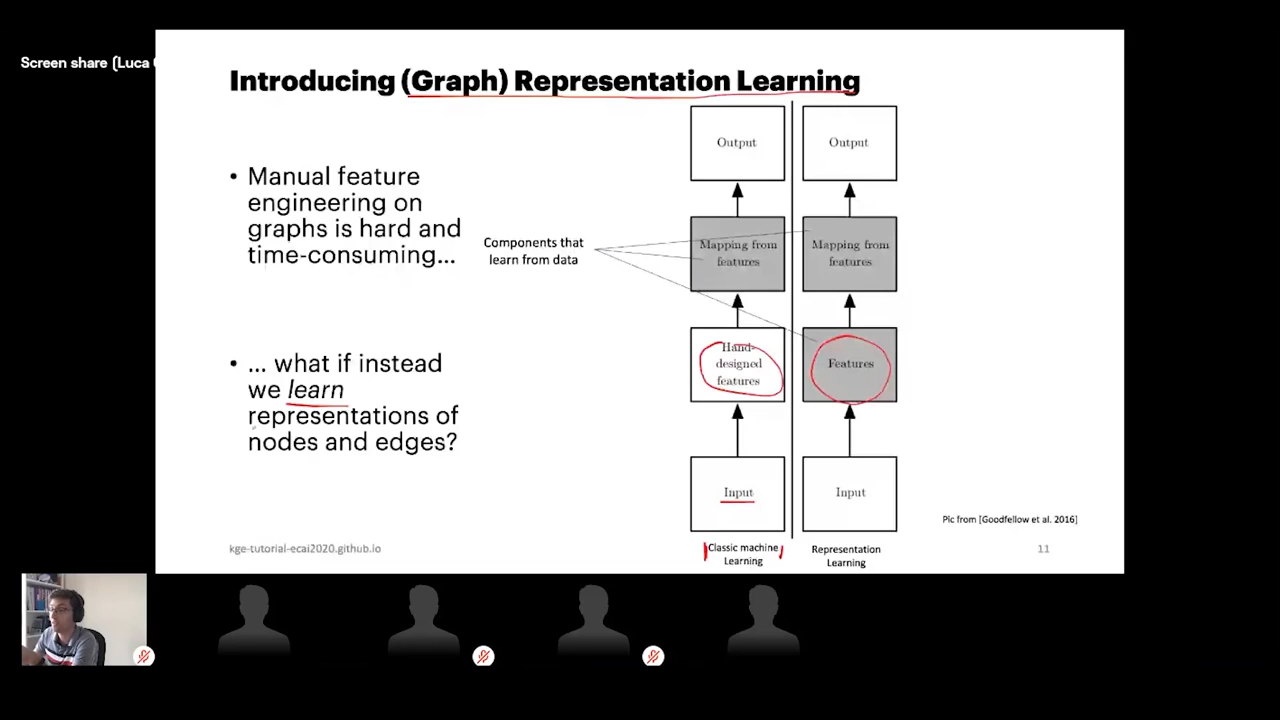 Screen share (Luca
Introducing (Graph) Representation Learning
• Manual feature
engineering on
graphs is hard and
time-consuming...
• ... what if instead
we learn
representations of
nodes and edges?
Components that
learn from data
Output
Mapping from
features
Hand-
designed
features
Input
Classic machine
Learning
Output
Mapping from
features
Features
Input
Representation
Learning
Pic from [Goodfellow et al. 2016]
kge-tutorial-ecai2020.github.io
11